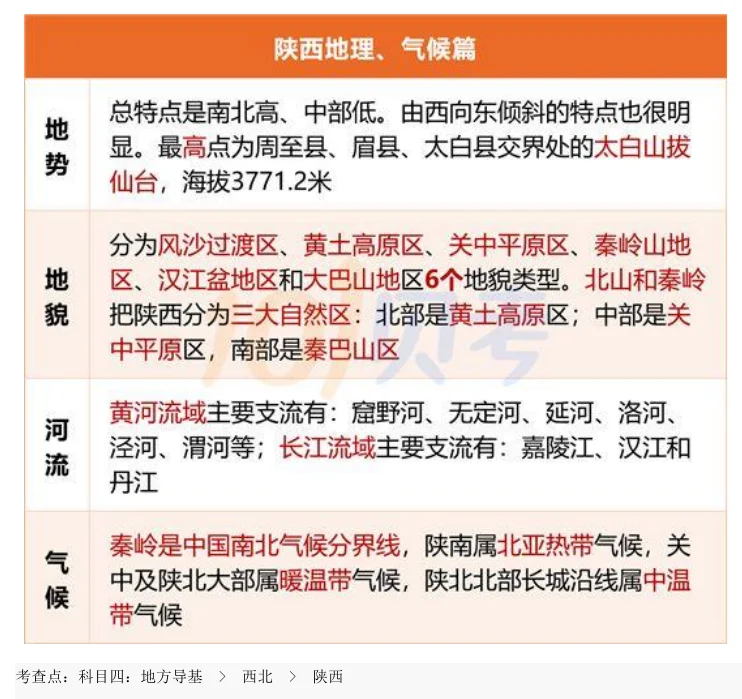 陕西地理、气候篇
地势
总特点是南北高、中部低。由西向东倾斜的特点也很明
显。最高点为周至县、眉县、太白县交界处的太白山拔
仙台，海拔3771.2米
地貌
分为风沙过渡区、黄土高原区、关中平原区、秦岭山地
区、汉江盆地区和大巴山地区6个地貌类型。北山和秦岭
把陕西分为三大自然区：北部是黄土高原区；中部是关
中平原区，南部是秦巴山区
101贝考
河流
黄河流域主要支流有：窟野河、无定河、延河、洛河、
泾河、渭河等；长江流域主要支流有：嘉陵江、汉江和
丹江
气候
秦岭是中国南北气候分界线，陕南属北亚热带气候，关
中及陕北大部属暖温带气候，陕北北部长城沿线属中温
带气候
考查点：科目四：地方导基 > 西北 > 陕西